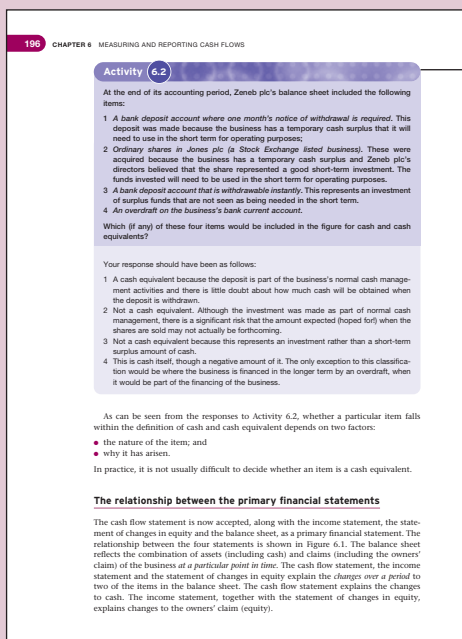 196 CHAPTER 6 MEASURING AND REPORTING CASH FLOWS
Activity 6.2
At the end of its accounting period, Zeneb plc's balance sheet included the following
items:
1 A bank deposit account where one month's notice of withdrawal is required. This
deposit was made because the business has a temporary cash surplus that it will
need to use in the short term for operating purposes;
2 Ordinary shares in Jones plc (a Stock Exchange listed business). These were
acquired because the business has a temporary cash surplus and Zeneb plc's
directors believed that the share represented a good short-term investment. The
funds invested will need to be used in the short term for operating purposes.
3 A bank deposit account that is withdrawable instantly. This represents an investment
of surplus funds that are not seen as being needed in the short term.
4 An overdraft on the business's bank current account.
Which (if any) of these four items would be included in the figure for cash and cash
equivalents?
Your response should have been as follows:
1 A cash equivalent because the deposit is part of the business's normal cash manage-
ment activities and there is little doubt about how much cash will be obtained when
the deposit is withdrawn.
2 Not a cash equivalent. Although the investment was made as part of normal cash
management, there is a significant risk that the amount expected (hoped for!) when the
shares are sold may not actually be forthcoming.
3 Not a cash equivalent because this represents an investment rather than a short-term
surplus amount of cash.
4 This is cash itself, though a negative amount of it. The only exception to this classifica-
tion would be where the business is financed in the longer term by an overdraft, when
it would be part of the financing of the business.
As can be seen from the responses to Activity 6.2, whether a particular item falls
within the definition of cash and cash equivalent depends on two factors:
● the nature of the item; and
● why it has arisen.
In practice, it is not usually difficult to decide whether an item is a cash equivalent.
The relationship between the primary financial statements
The cash flow statement is now accepted, along with the income statement, the state-
ment of changes in equity and the balance sheet, as a primary financial statement. The
relationship between the four statements is shown in Figure 6.1. The balance sheet
reflects the combination of assets (including cash) and claims (including the owners'
claim) of the business at a particular point in time. The cash flow statement, the income
statement and the statement of changes in equity explain the changes over a period to
two of the items in the balance sheet. The cash flow statement explains the changes
to cash. The income statement, together with the statement of changes in equity,
explains changes to the owners' claim (equity).